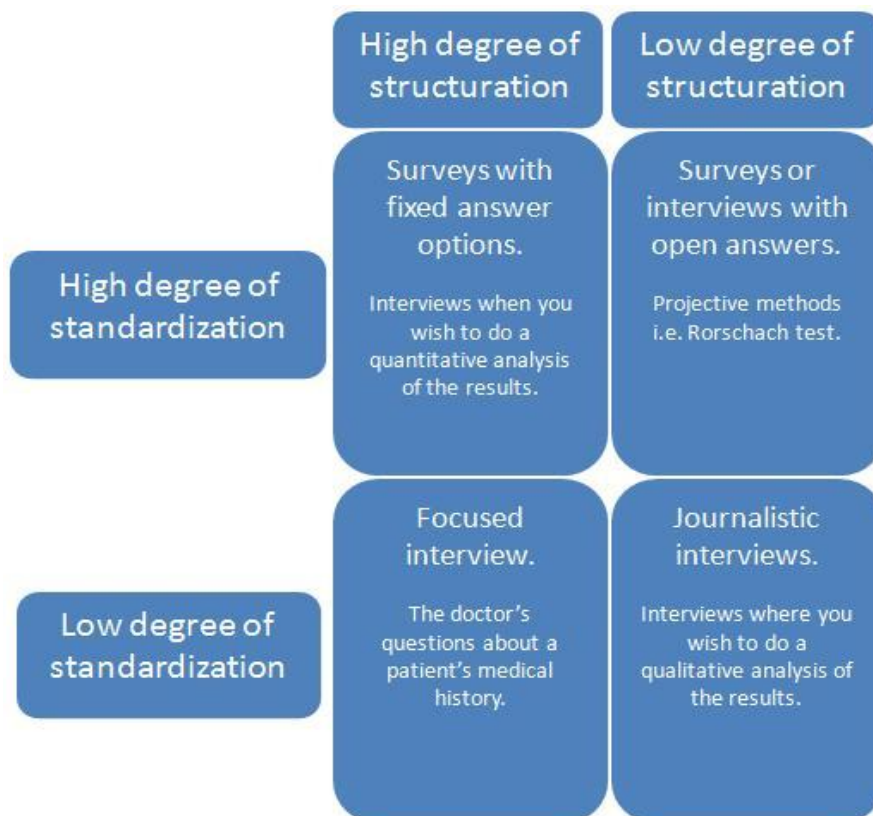 High degree of
structuration
Low degree of
structuration
High degree of
standardization
Surveys with
fixed answer
options.
Interviews when you
wish to do a
quantitative analysis
of the results.
Surveys or
interviews with
open answers.
Projective methods
i.e. Rorschach test.
Low degree of
standardization
Focused
interview.
The doctor’s
questions about a
patient’s medical
history.
Journalistic
interviews.
Interviews where you
wish to do a
qualitative analysis of
the results.